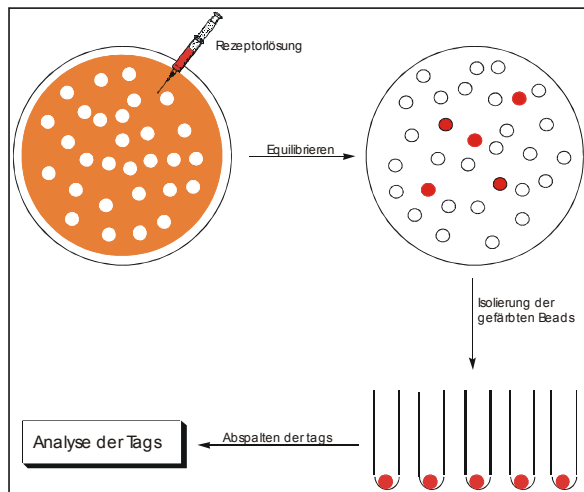 Rezeptorlösung
Equilibrieren
Isolierung der
gefärbten Beads
Abspalten der tags
Analyse der Tags